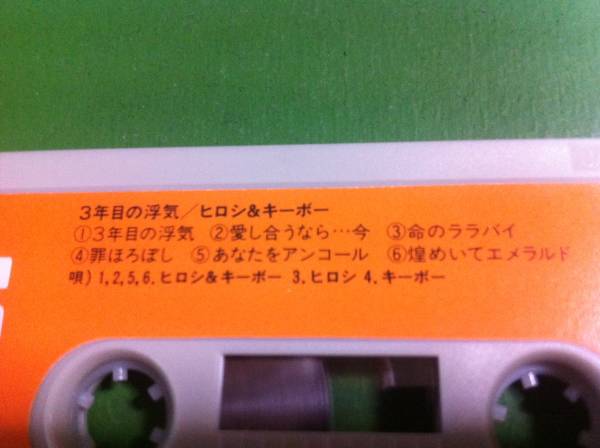 3年目の浮気/ヒロシ&キーボー
①3年目の浮気 ②愛し合うなら…今 ③命のララバイ
④罪ほろぼし ⑤あなたをアンコール ⑥煌めいてエメラルド
唄)1,2,5,6.ヒロシ&キーボー 3.ヒロシ 4.キーボー